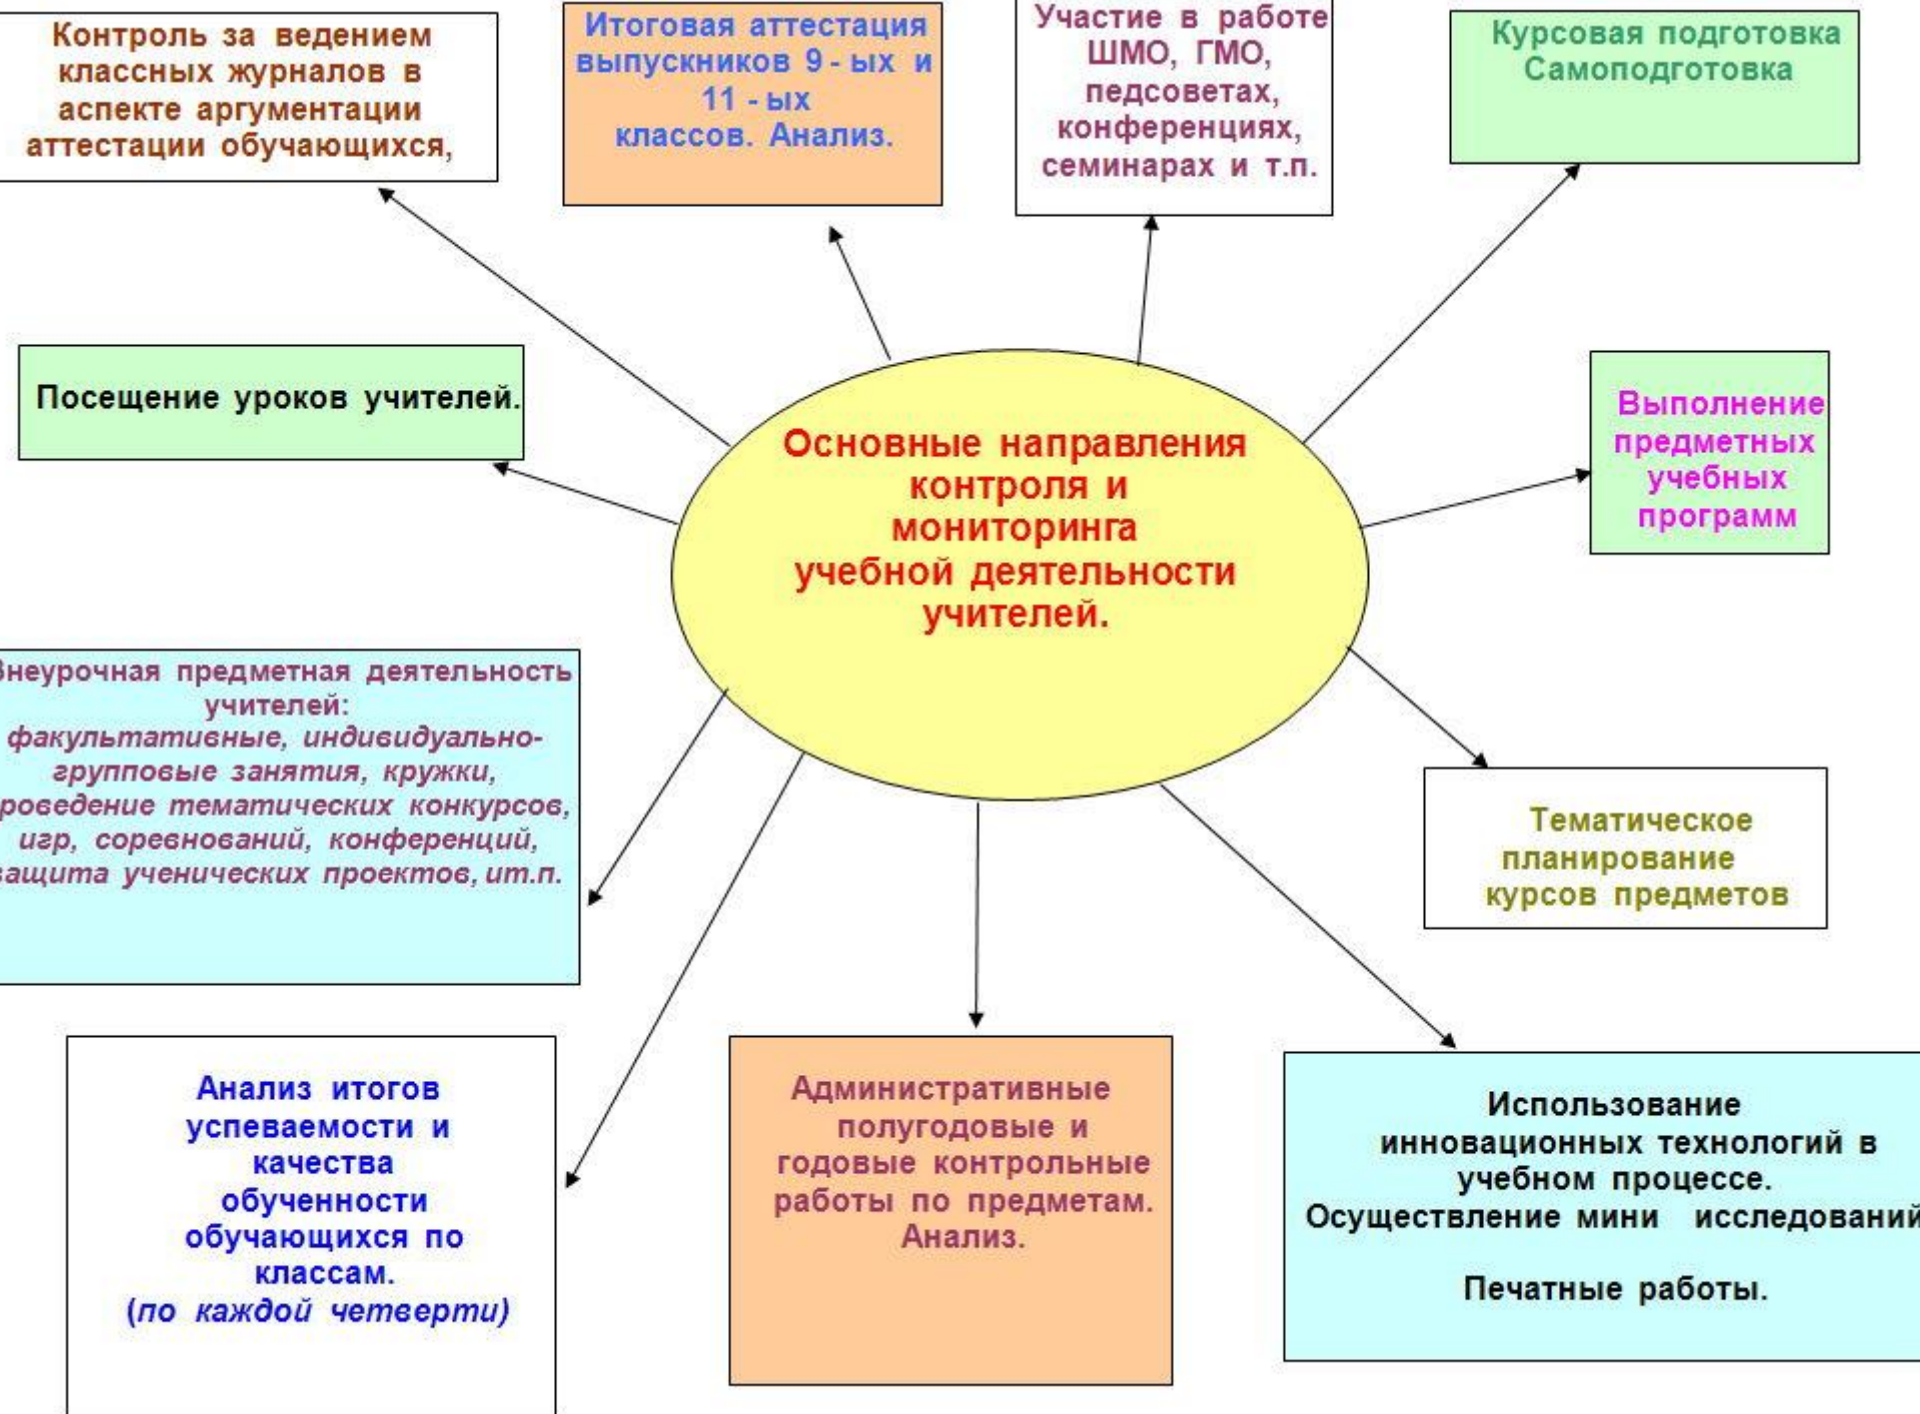 Контроль за ведением
классных журналов в
аспекте аргументации
аттестации обучающихся,
Итоговая аттестация
выпускников 9 - ых и
11 - ых
классов. Анализ.
Участие в работе
ШМО, ГМО,
педсоветах,
конференциях,
семинарах и т.п.
Курсовая подготовка
Самоподготовка
Посещение уроков учителей.
Основные направления
контроля и
мониторинга
учебной деятельности
учителей.
Выполнение
предметных
учебных
программ
Внеурочная предметная деятельность
учителей:
факультативные, индивидуально-
групповые занятия, кружки,
роведение тематических конкурсов,
игр, соревнований, конференций,
защита ученических проектов, ит.п.
Тематическое
планирование
курсов предметов
Анализ итогов
успеваемости и
качества
обученности
обучающихся по
классам.
(по каждой четверти)
Административные
полугодовые и
годовые контрольные
работы по предметам.
Анализ.
Использование
инновационных технологий в
учебном процессе.
Осуществление мини исследований
Печатные работы.